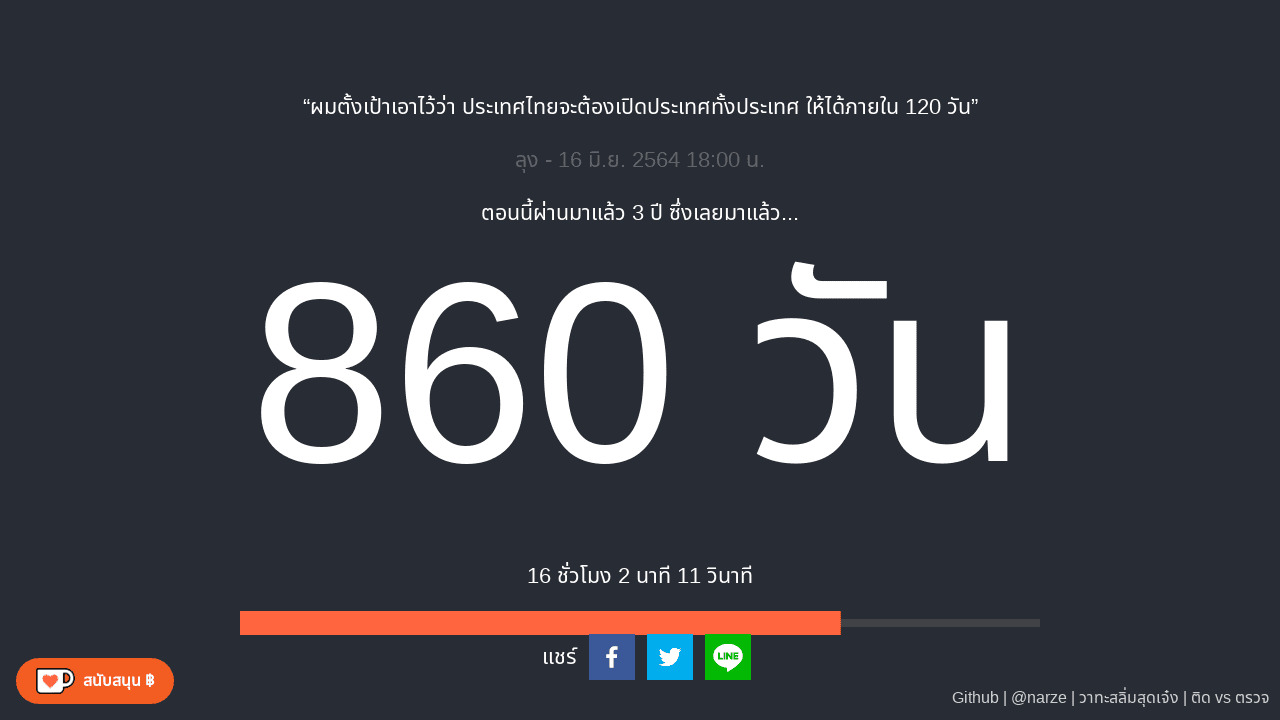 “ผมตั้งเป้าเอาไว้ว่า ประเทศไทยจะต้องเปิดประเทศทั้งประเทศ ให้ได้ภายใน 120 วัน”
ลุง - 16 มิ.ย. 2564 18:00 น.
ตอนนี้ผ่านมาแล้ว 3 ปี ซึ่งเลยมาแล้ว...
860 วัน
16 ชั่วโมง 2 นาที 11 วินาที
แชร์
LINE
สนับสนุน ฿
Github | @narze | วาทะสลิ่มสุดเจ๋ง | ติด vs ตรวจ